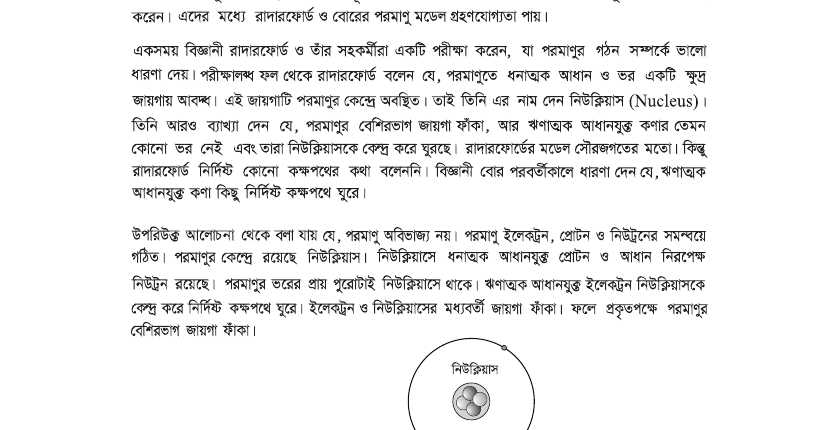 করেন। এদের মধ্যে রাদারফোর্ড ও বোরের পরমাণু মডেল গ্রহণযোগ্যতা পায়।
একসময় বিজ্ঞানী রাদারফোর্ড ও তাঁর সহকর্মীরা একটি পরীক্ষা করেন, যা পরমাণুর গঠন সম্পর্কে ভালো
ধারণা দেয়। পরীক্ষালব্ধ ফল থেকে রাদারফোর্ড বলেন যে, পরমাণুতে ধনাত্মক আধান ও ভর একটি ক্ষুদ্র
জায়গায় আবদ্ধ। এই জায়গাটি পরমাণুর কেন্দ্রে অবস্থিত। তাই তিনি এর নাম দেন নিউক্লিয়াস (Nucleus)।
তিনি আরও ব্যাখ্যা দেন যে, পরমাণুর বেশিরভাগ জায়গা ফাঁকা, আর ঋণাত্মক আধানযুক্ত কণার তেমন
কোনো ভর নেই এবং তারা নিউক্লিয়াসকে কেন্দ্র করে ঘুরছে। রাদারফোর্ডের মডেল সৌরজগতের মতো। কিন্তু
রাদারফোর্ড নির্দিষ্ট কোনো কক্ষপথের কথা বলেননি। বিজ্ঞানী বোর পরবর্তীকালে ধারণা দেন যে, ঋণাত্মক
আধানযুক্ত কণা কিছু নির্দিষ্ট কক্ষপথে ঘুরে।
উপরিউক্ত আলোচনা থেকে বলা যায় যে, পরমাণু অবিভাজ্য নয়। পরমাণু ইলেকট্রন, প্রোটন ও নিউট্রনের সমন্বয়ে
গঠিত। পরমাণুর কেন্দ্রে রয়েছে নিউক্লিয়াস। নিউক্লিয়াসে ধনাত্মক আধানযুক্ত প্রোটন ও আধান নিরপেক্ষ
নিউট্রন রয়েছে। পরমাণুর ভরের প্রায় পুরোটাই নিউক্লিয়াসে থাকে। ঋণাত্মক আধানযুক্ত ইলেকট্রন নিউক্লিয়াসকে
কেন্দ্র করে নির্দিষ্ট কক্ষপথে ঘুরে। ইলেকট্রন ও নিউক্লিয়াসের মধ্যবর্তী জায়গা ফাঁকা। ফলে প্রকৃতপক্ষে পরমাণুর
বেশিরভাগ জায়গা ফাঁকা।
নিউক্লিয়াস